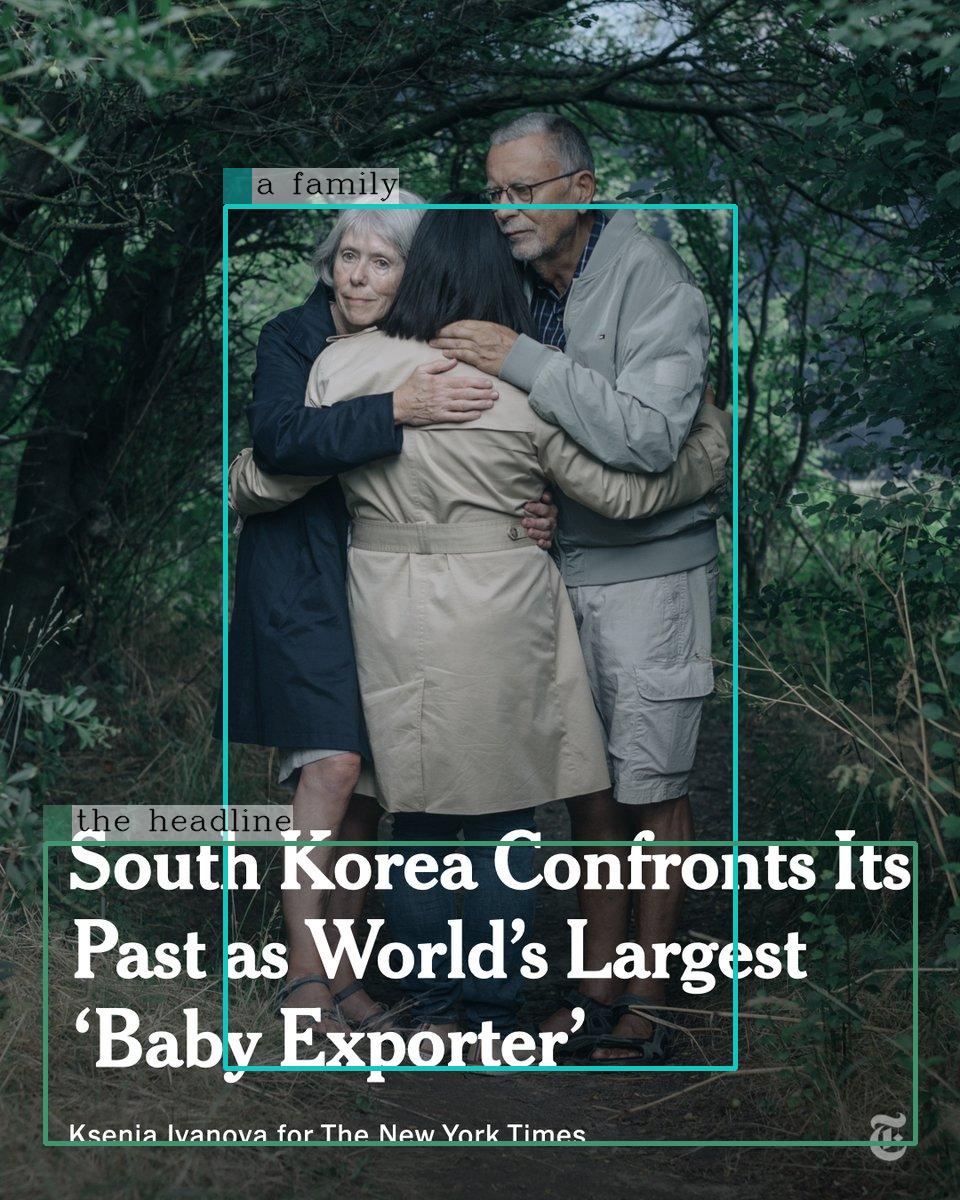 a family
the headline
South Korea Confronts Its
Past as World's Largest
'Baby Exporter'
Ksenia Ivanova for The New York Times
T